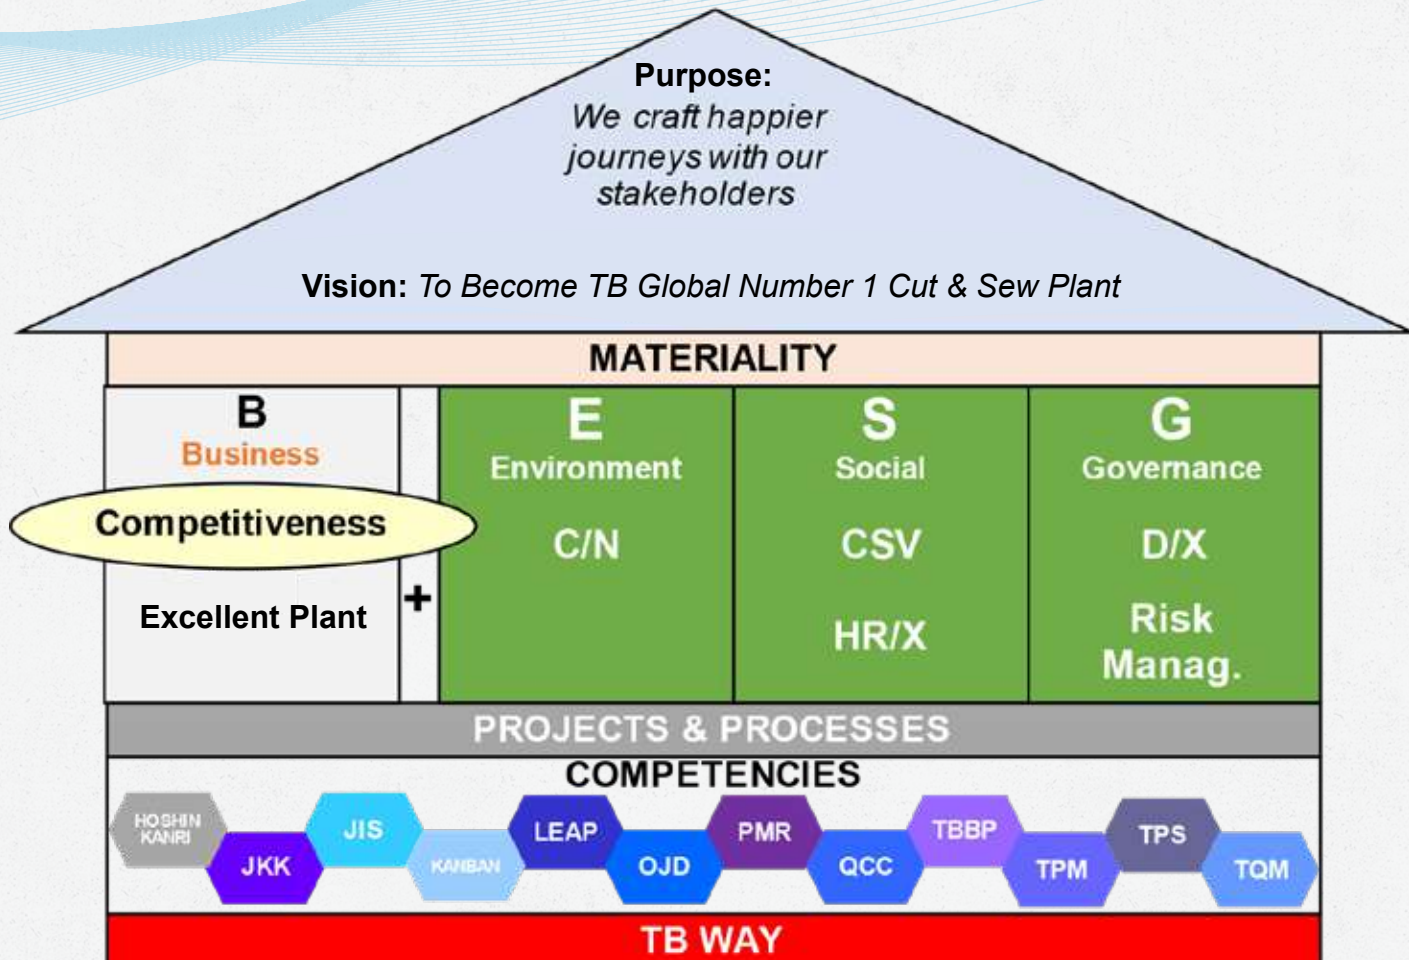 Purpose:
We craft happier
journeys with our
stakeholders
Vision: To Become TB Global Number 1 Cut & Sew Plant
MATERIALITY
B
Business
Competitiveness
Excellent Plant
+
E
Environment
C/N
S
Social
CSV
HR/X
G
Governance
D/X
Risk
Manag.
PROJECTS & PROCESSES
COMPETENCIES
HOSHIN
KANRI
JKK
JIS
KANBAN
LEAP
OJD
PMR
QCC
TBBP
TPM
TPS
TQM
TB WAY